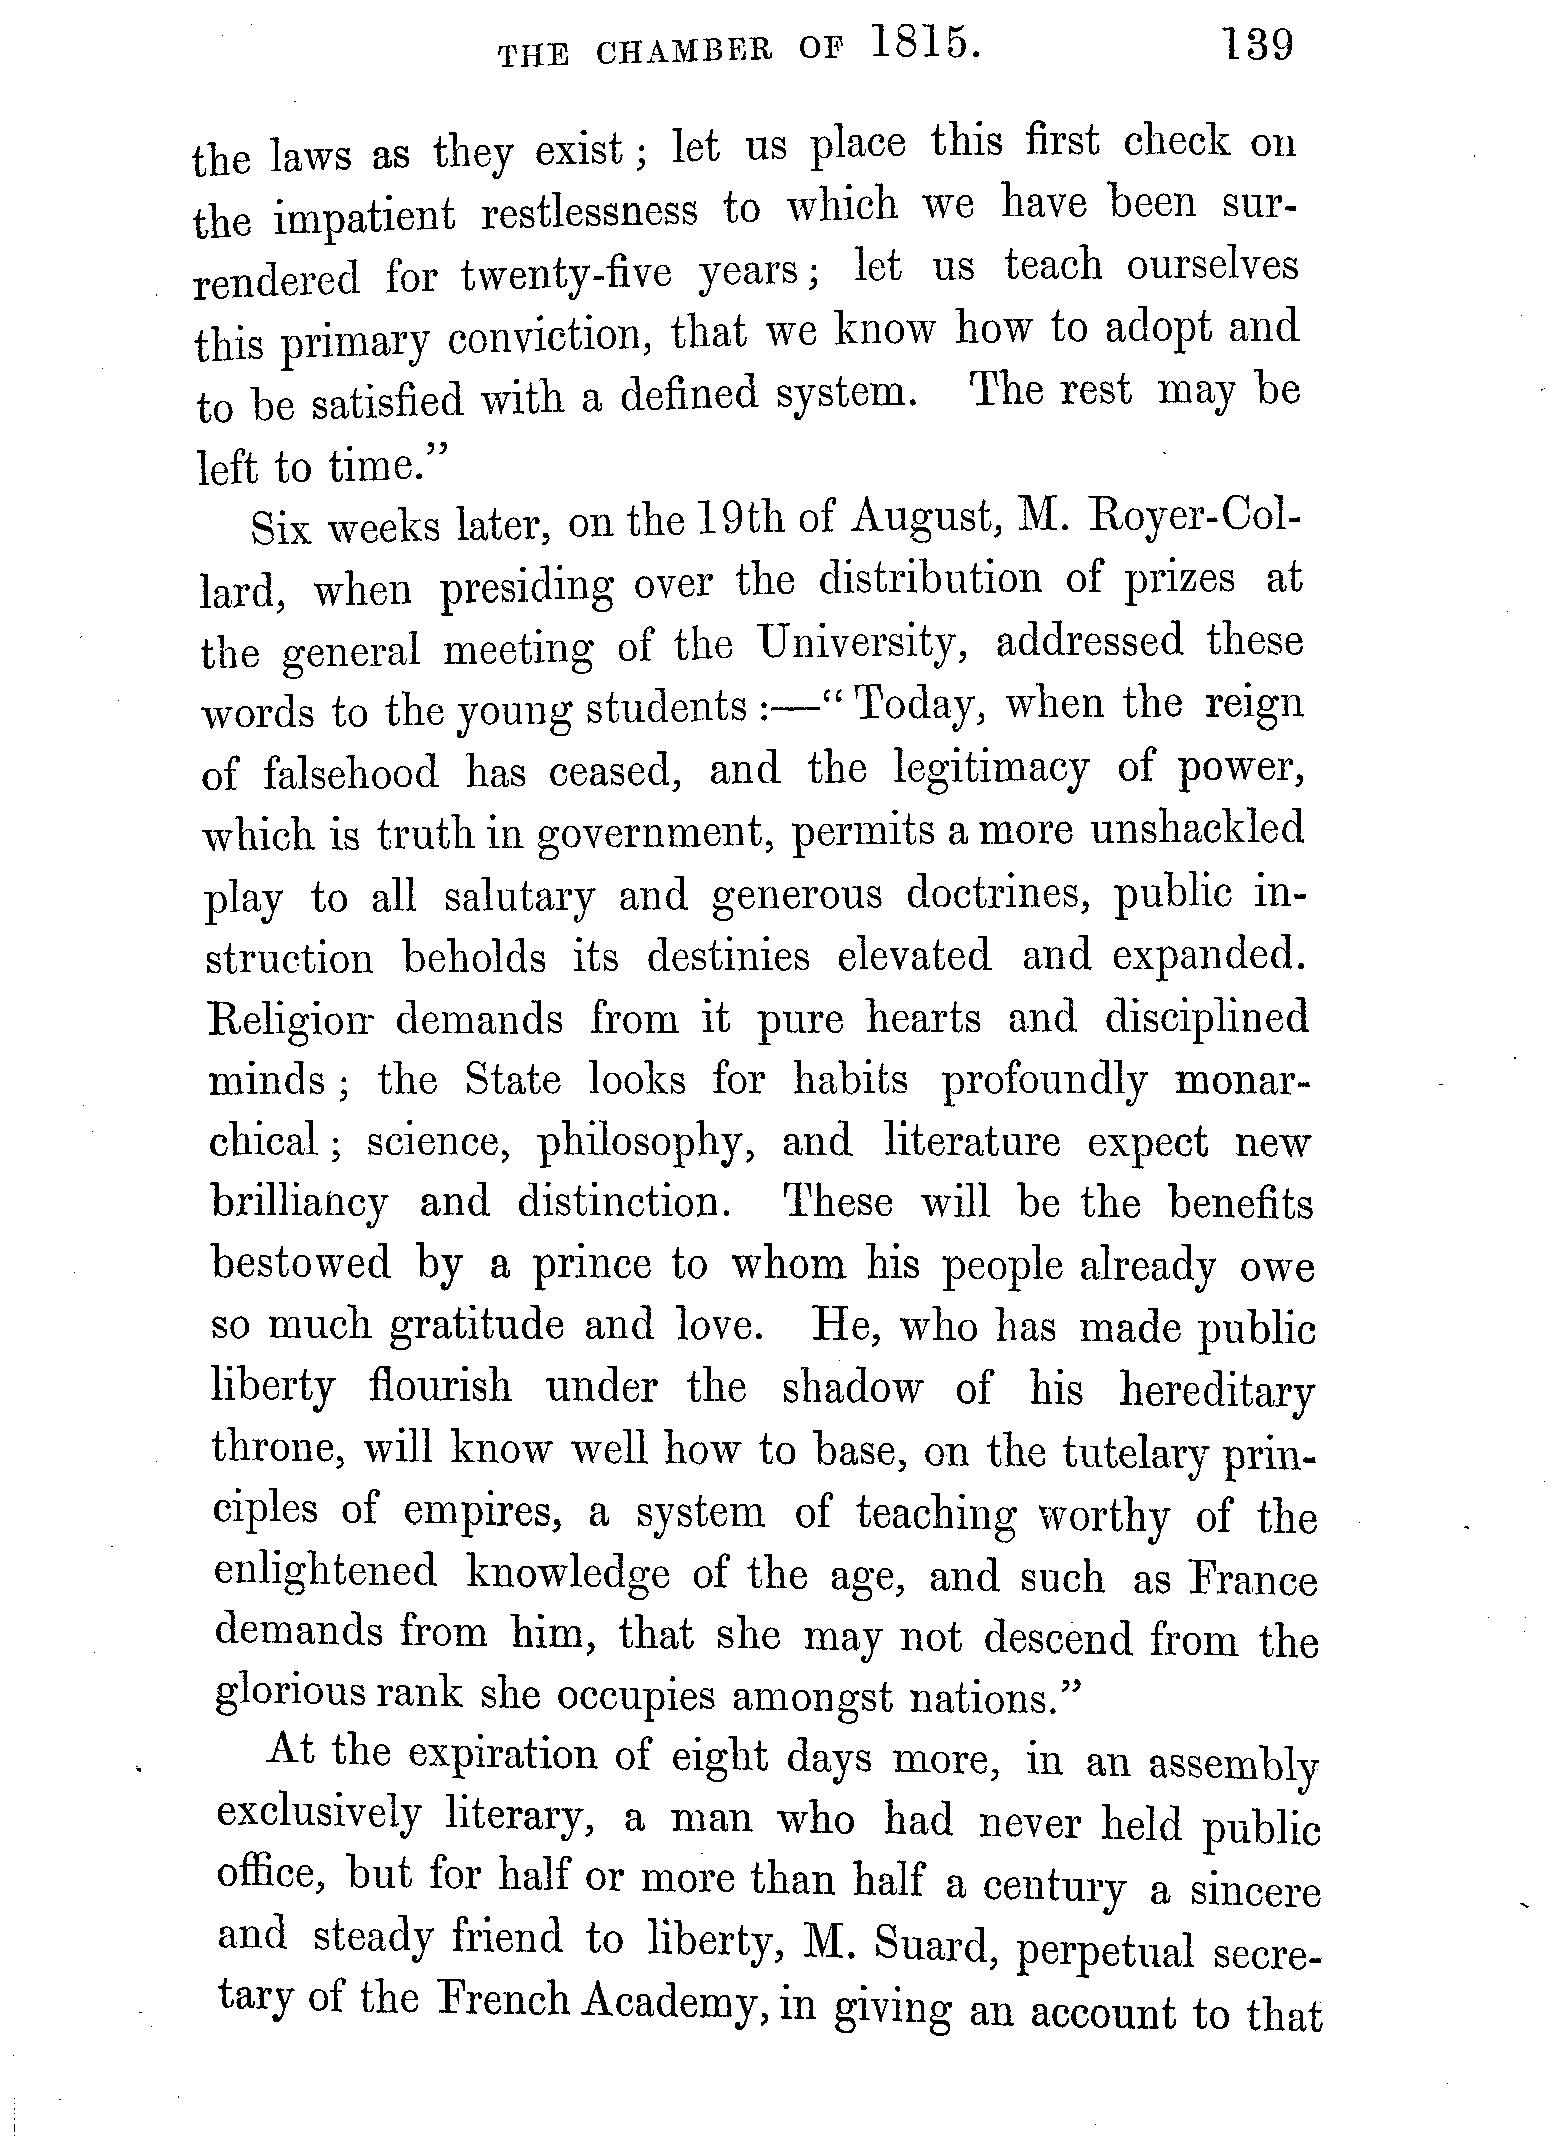 THE CHAMBER OF 1815. 139
the laws as they exist ; let us place this first check on
the impatient restlessness to which we have been sur-
rendered for twenty-five years ; let us teach ourselves
this primary conviction, that we know how to adopt and
to be satisfied with a defined system. The rest may be
left to time."
Six weeks later, on the 19th of August, M. Royer-Col-
lard, when presiding over the distribution of prizes at
the general meeting of the University, addressed these
words to the young students :—" Today, when the reign
of falsehood has ceased, and the legitimacy of power,
which is truth in government, permits a more unshackled
play to all salutary and generous doctrines, public in-
struction beholds its destinies elevated and expanded.
Religion demands from it pure hearts and disciplined
minds ; the State looks for habits profoundly monar-
chical ; science, philosophy, and literature expect new
brilliancy and distinction. These will be the benefits
bestowed by a prince to whom his people already owe
so much gratitude and love. He, who has made public
liberty flourish under the shadow of his hereditary
throne, will know well how to base, on the tutelary prin-
ciples of empires, a system of teaching worthy of the
enlightened knowledge of the age, and such as France
demands from him, that she may not descend from the
glorious rank she occupies amongst nations."
At the expiration of eight days more, in an assembly
exclusively literary, a man who had never held public
office, but for half or more than half a century a sincere
and steady friend to liberty, M. Suard, perpetual secre-
tary of the French Academy, in giving an account to that